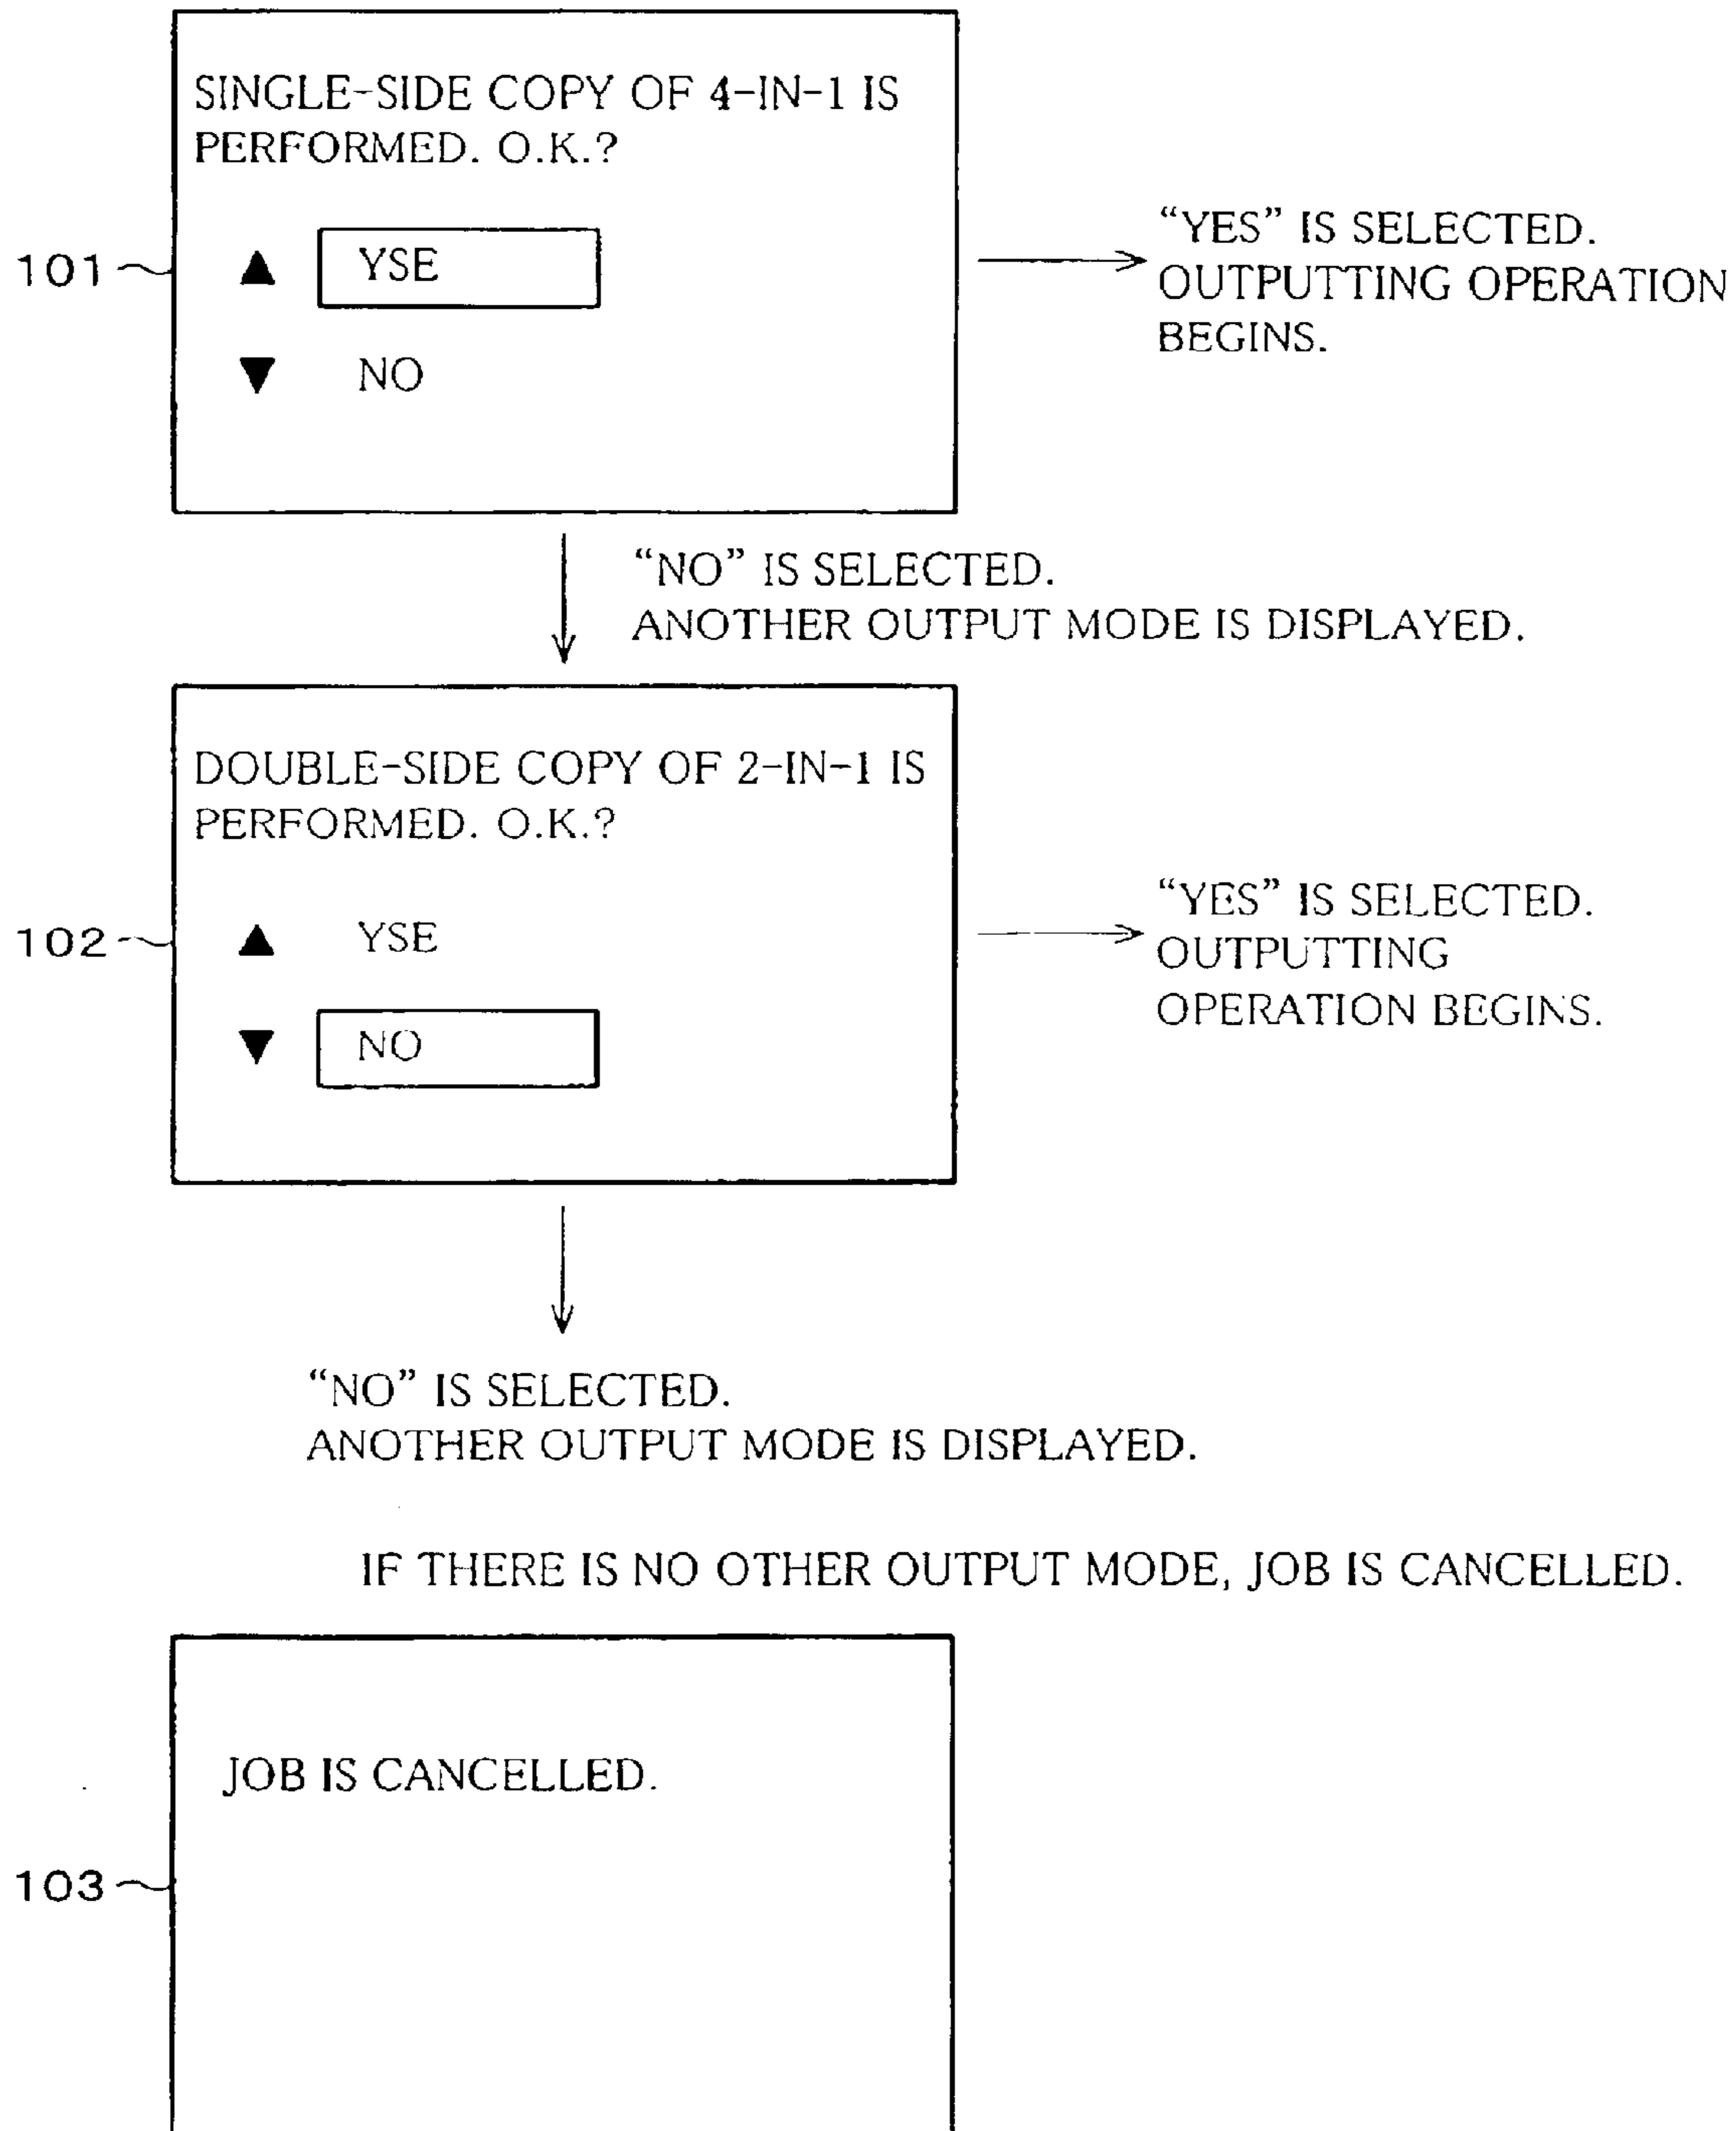 SINGLE-SIDE COPY OF 4-IN-1 IS
PERFORMED. O.K.?
101
▲ YSE
▼ NO
“YES” IS SELECTED.
OUTPUTTING OPERATION
BEGINS.
“NO” IS SELECTED.
ANOTHER OUTPUT MODE IS DISPLAYED.
DOUBLE-SIDE COPY OF 2-IN-1 IS
PERFORMED. O.K.?
102
▲ YSE
▼ NO
“YES” IS SELECTED.
OUTPUTTING
OPERATION BEGINS.
“NO” IS SELECTED.
ANOTHER OUTPUT MODE IS DISPLAYED.
IF THERE IS NO OTHER OUTPUT MODE, JOB IS CANCELLED.
JOB IS CANCELLED.
103